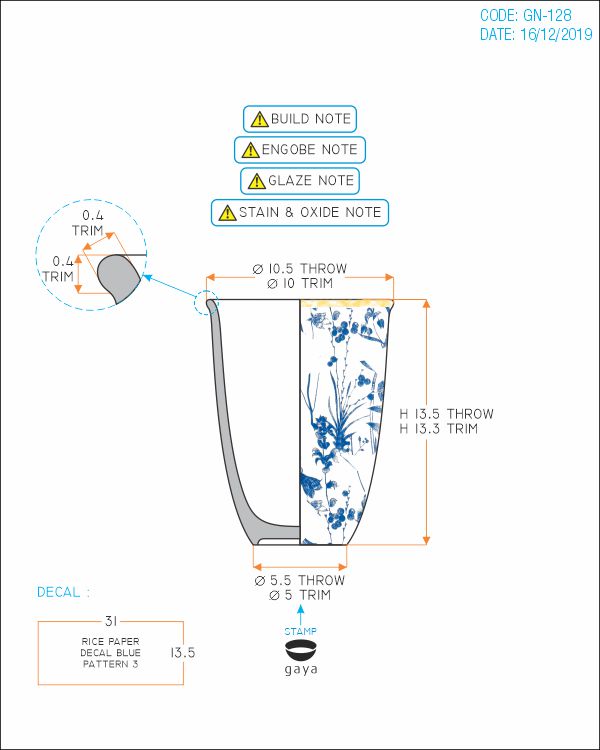 CODE: GN-128
DATE: 16/12/2019
BUILD NOTE
ENGOBE NOTE
GLAZE NOTE
STAIN & OXIDE NOTE
0.4
TRIM
0.4
TRIM
Ø 10.5 THROW
Ø 10 TRIM
H 13.5 THROW
H 13.3 TRIM
Ø 5.5 THROW
Ø 5 TRIM
DECAL :
31
RICE PAPER
DECAL BLUE
PATTERN 3
13.5
STAMP
gaya